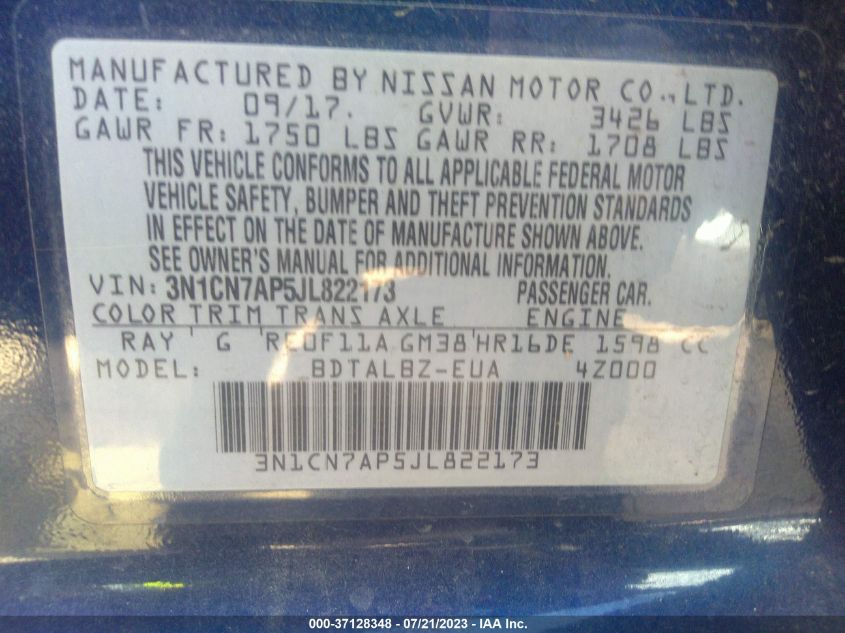 MANUFACTURED BY NISSAN MOTOR CO., LTD.
DATE: 09/17. GVWR: 3426 LBS
GAWR FR: 1750 LBS GAWR RR: 1708 LBS
THIS VEHICLE CONFORMS TO ALL APPLICABLE FEDERAL MOTOR
VEHICLE SAFETY, BUMPER AND THEFT PREVENTION STANDARDS
IN EFFECT ON THE DATE OF MANUFACTURE SHOWN ABOVE.
SEE OWNER'S MANUAL FOR ADDITIONAL INFORMATION.
VIN: 3N1CN7AP5JL822173 PASSENGER CAR.
COLOR TRIM TRANS AXLE ENGINE
RAY G RE0F11A GM38 HR16DE 1598 CC
MODEL: BDTALBZ-EUA 4Z000
3N1CN7AP5JL822173
000-37128348 - 07/21/2023 - IAA Inc.